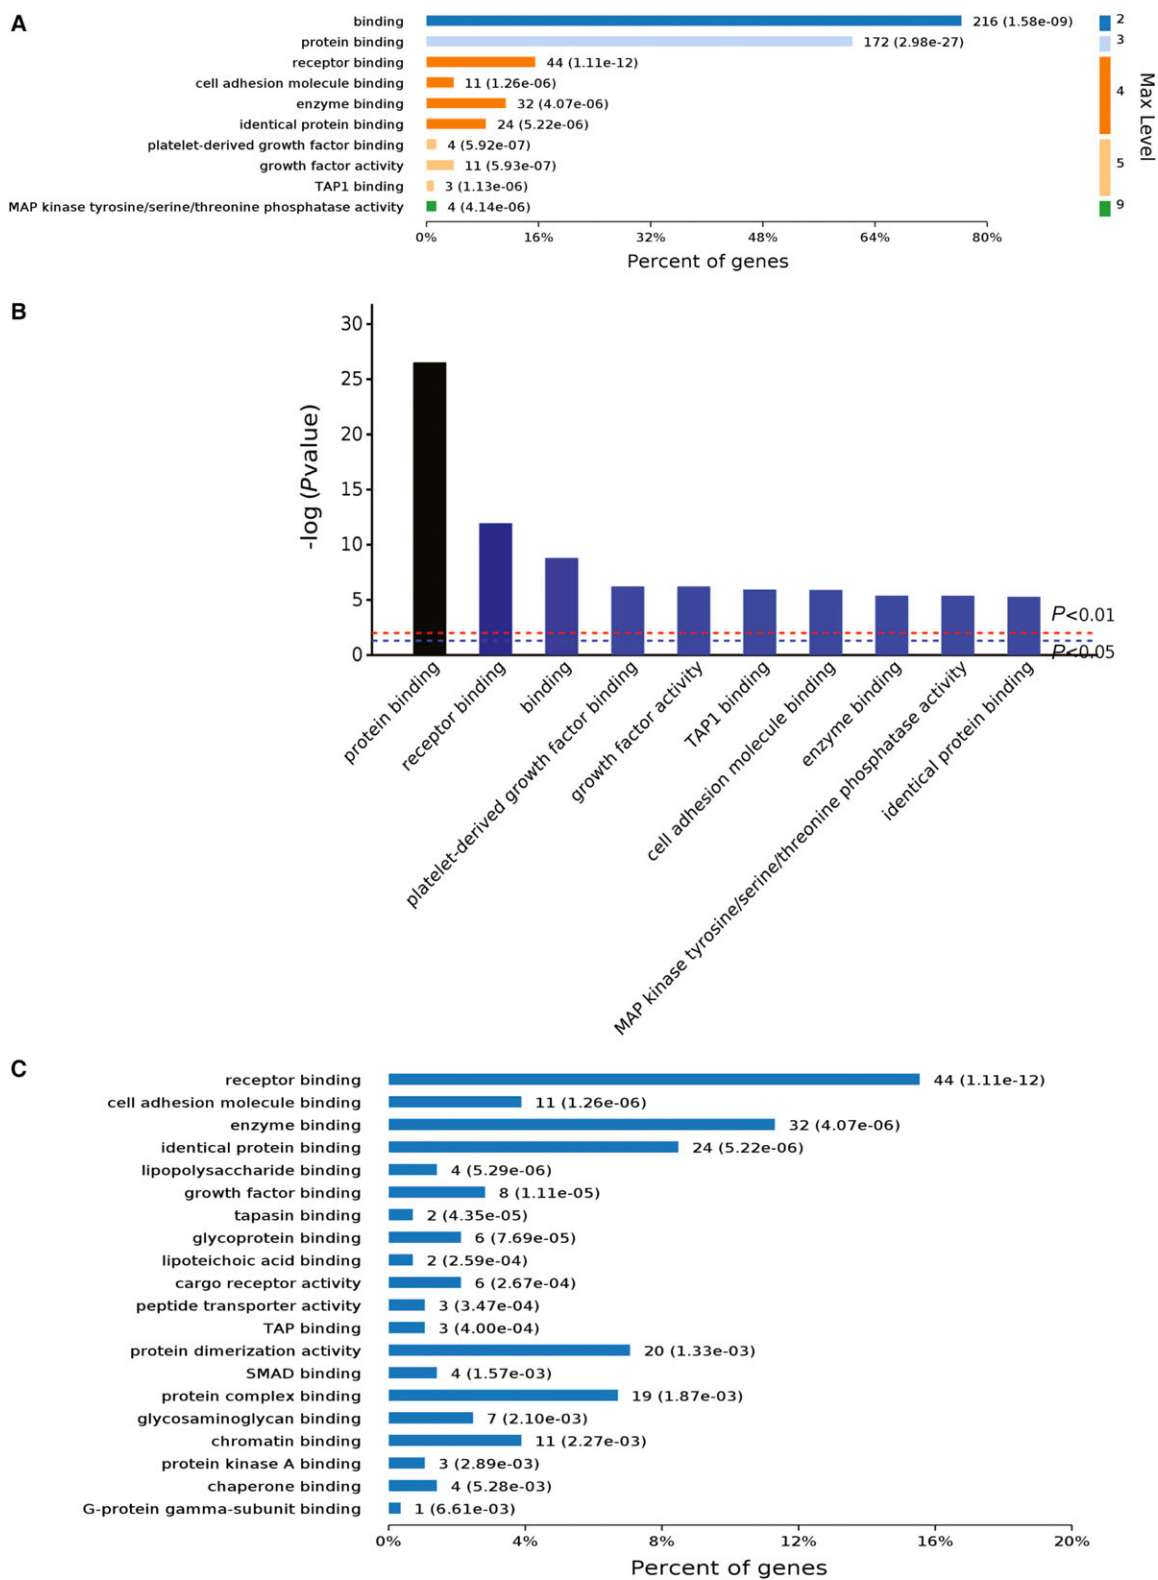 A
binding 216 (1.58e-09)
protein binding 172 (2.98e-27)
receptor binding 44 (1.11e-12)
cell adhesion molecule binding 11 (1.26e-06)
enzyme binding 32 (4.07e-06)
identical protein binding 24 (5.22e-06)
platelet-derived growth factor binding 4 (5.92e-07)
growth factor activity 11 (5.93e-07)
TAP1 binding 3 (1.13e-06)
MAP kinase tyrosine/serine/threonine phosphatase activity 4 (4.14e-06)
0% 16% 32% 48% 64% 80%
Percent of genes
2
3
4
5
9
Max Level
B
30
25
20
15
10
5
0
-log (Pvalue)
P<0.01
P<0.05
protein binding
receptor binding
binding
platelet-derived growth factor binding
growth factor activity
TAP1 binding
cell adhesion molecule binding
enzyme binding
MAP kinase tyrosine/serine/threonine phosphatase activity
identical protein binding
C
receptor binding 44 (1.11e-12)
cell adhesion molecule binding 11 (1.26e-06)
enzyme binding 32 (4.07e-06)
identical protein binding 24 (5.22e-06)
lipopolysaccharide binding 4 (5.29e-06)
growth factor binding 8 (1.11e-05)
tapasin binding 2 (4.35e-05)
glycoprotein binding 6 (7.69e-05)
lipoteichoic acid binding 2 (2.59e-04)
cargo receptor activity 6 (2.67e-04)
peptide transporter activity 3 (3.47e-04)
TAP binding 3 (4.00e-04)
protein dimerization activity 20 (1.33e-03)
SMAD binding 4 (1.57e-03)
protein complex binding 19 (1.87e-03)
glycosaminoglycan binding 7 (2.10e-03)
chromatin binding 11 (2.27e-03)
protein kinase A binding 3 (2.89e-03)
chaperone binding 4 (5.28e-03)
G-protein gamma-subunit binding 1 (6.61e-03)
0% 4% 8% 12% 16% 20%
Percent of genes